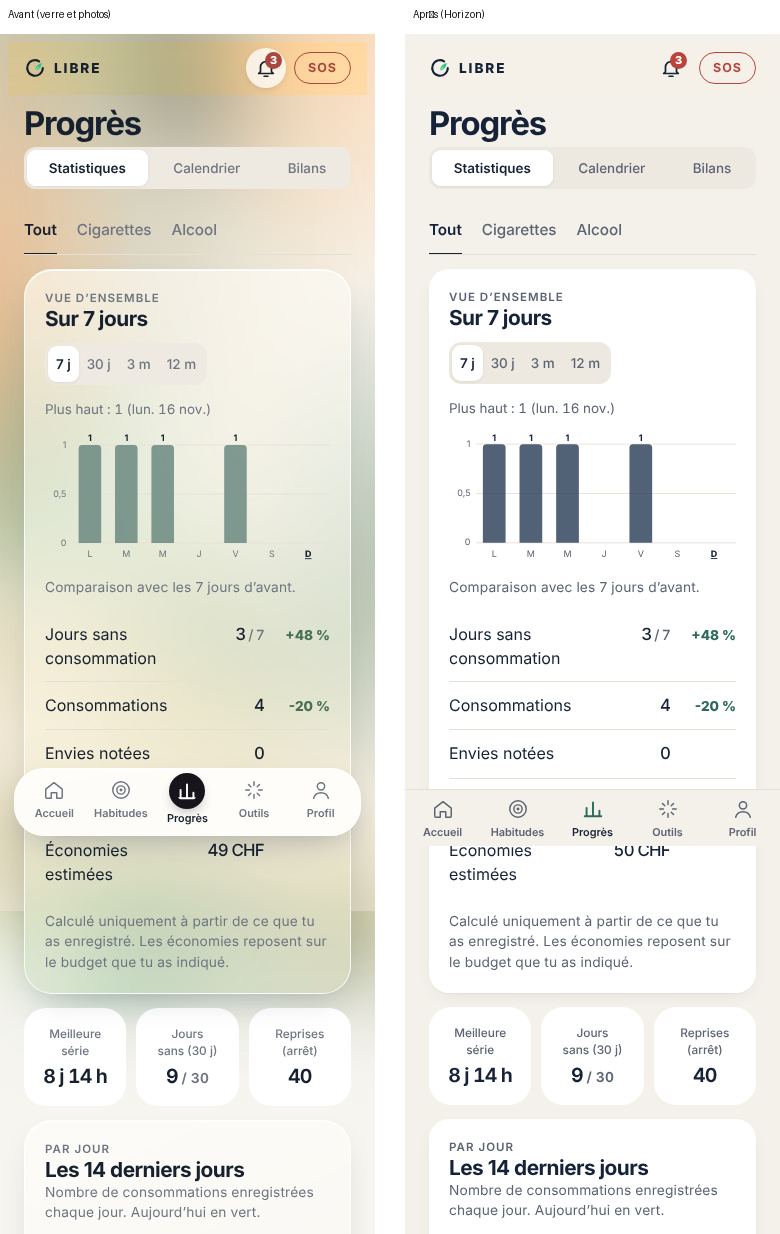 Avant (verre et photos)
LIBRE
3
SOS
Progrès
Statistiques Calendrier Bilans
Tout Cigarettes Alcool
VUE D’ENSEMBLE
Sur 7 jours
7 j 30 j 3 m 12 m
Plus haut : 1 (lun. 16 nov.)
1 1 1 1
1
0,5
0
L M M J V S D
Comparaison avec les 7 jours d’avant.
Jours sans 3 / 7 +48 %
consommation
Consommations 4 -20 %
Envies notées 0
Accueil Habitudes Progrès Outils Profil
Économies 49 CHF
estimées
Calculé uniquement à partir de ce que tu
as enregistré. Les économies reposent sur
le budget que tu as indiqué.
Meilleure
série
8 j 14 h
Jours
sans (30 j)
9 / 30
Reprises
(arrêt)
40
PAR JOUR
Les 14 derniers jours
Nombre de consommations enregistrées
chaque jour. Aujourd’hui en vert.
(Horizon)
LIBRE
3
SOS
Progrès
Statistiques Calendrier Bilans
Tout Cigarettes Alcool
VUE D’ENSEMBLE
Sur 7 jours
7 j 30 j 3 m 12 m
Plus haut : 1 (lun. 16 nov.)
1 1 1 1
1
0,5
0
L M M J V S D
Comparaison avec les 7 jours d’avant.
Jours sans 3 / 7 +48 %
consommation
Consommations 4 -20 %
Envies notées 0
Accueil Habitudes Progrès Outils Profil
Économies 50 CHF
estimées
Calculé uniquement à partir de ce que tu
as enregistré. Les économies reposent sur
le budget que tu as indiqué.
Meilleure
série
8 j 14 h
Jours
sans (30 j)
9 / 30
Reprises
(arrêt)
40
PAR JOUR
Les 14 derniers jours
Nombre de consommations enregistrées
chaque jour. Aujourd’hui en vert.